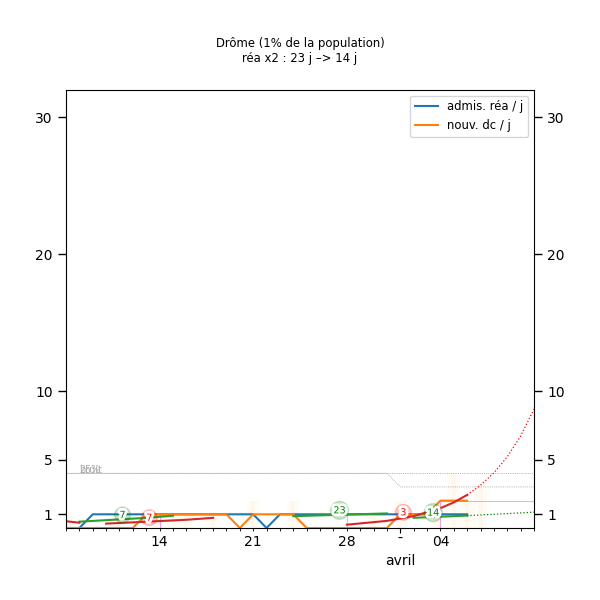 Drôme (1% de la population)
réa x2 : 23 j –> 14 j
admis. réa / j
nouv. dc / j
30 30
20 20
10 10
5 5
1 1
7 7 23 3 14
14 21 28 - 04
avril